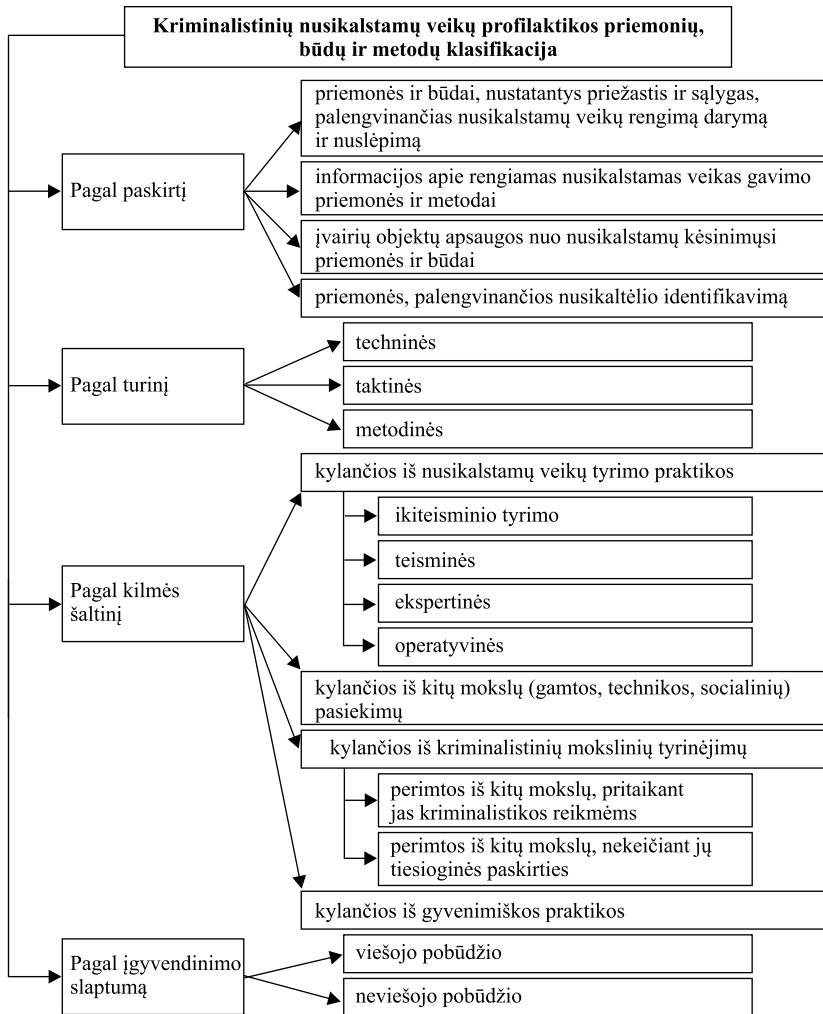 Kriminalistinių nusikalstamų veikų profilaktikos priemonių,
būdų ir metodų klasifikacija
Pagal paskirtį
priemonės ir būdai, nustatantys priežastis ir sąlygas,
palengvinančias nusikalstamų veikų rengimą darymą
ir nuslėpimą
informacijos apie rengiamas nusikalstamas veikas gavimo
priemonės ir metodai
įvairių objektų apsaugos nuo nusikalstamų kėsinimųsi
priemonės ir būdai
priemonės, palengvinančios nusikaltėlio identifikavimą
Pagal turinį
techninės
taktinės
metodinės
Pagal kilmės
šaltinį
kylančios iš nusikalstamų veikų tyrimo praktikos
ikiteisminio tyrimo
teisminės
ekspertinės
operatyvinės
kylančios iš kitų mokslų (gamtos, technikos, socialinių)
pasiekimų
kylančios iš kriminalistinių mokslinių tyrinėjimų
perimtos iš kitų mokslų, pritaikant
jas kriminalistikos reikmėms
perimtos iš kitų mokslų, nekeičiant jų
tiesioginės paskirties
kylančios iš gyvenimiškos praktikos
Pagal įgyvendinimo
slaptumą
viešojo pobūdžio
neviešojo pobūdžio